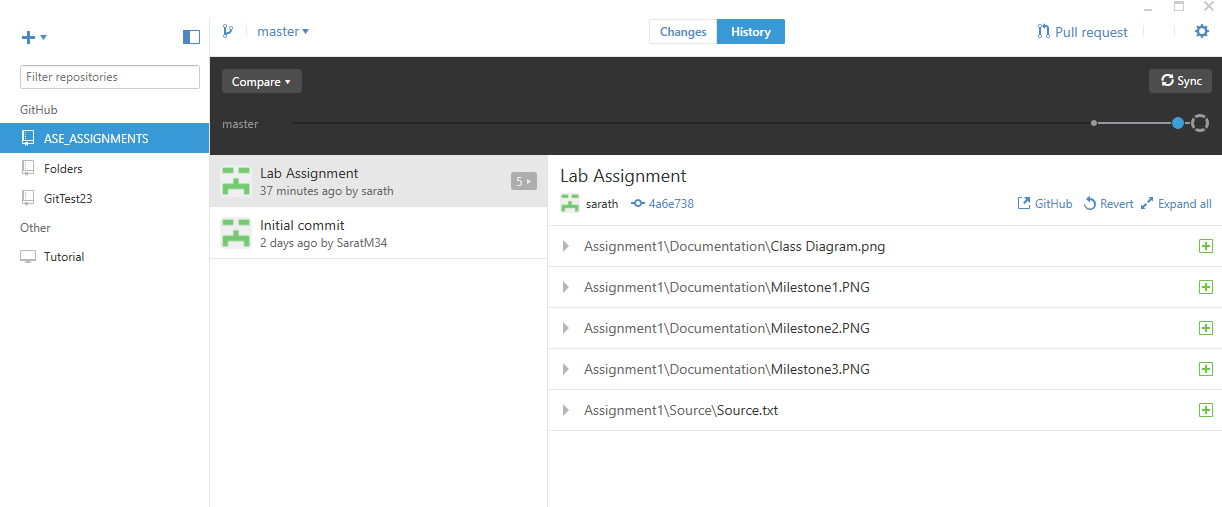 master
Changes
History
Pull request
Filter repositories
GitHub
ASE_ASSIGNMENTS
Folders
GitTest23
Other
Tutorial
Compare
Sync
master
Lab Assignment
37 minutes ago by sarath
5
Initial commit
2 days ago by SaratM34
Lab Assignment
sarath
4a6e738
GitHub
Revert
Expand all
Assignment1\Documentation\Class Diagram.png
Assignment1\Documentation\Milestone1.PNG
Assignment1\Documentation\Milestone2.PNG
Assignment1\Documentation\Milestone3.PNG
Assignment1\Source\Source.txt